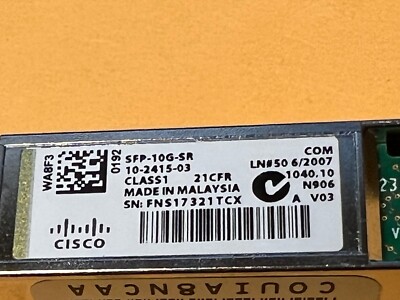 WA8F3
0192
SFP-10G-SR
10-2415-03
CLASS1 21CFR
MADE IN MALAYSIA
SN: FNS17321TCX
COM
LN#50 6/2007
1040.10
N906
A V03
CISCO
23
V
COUIA8NCAA